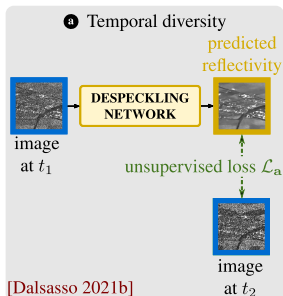 a Temporal diversity
predicted
reflectivity
DESPECKLING
NETWORK
image
at t₁
unsupervised loss ℒₐ
image
at t₂
[Dalsasso 2021b]